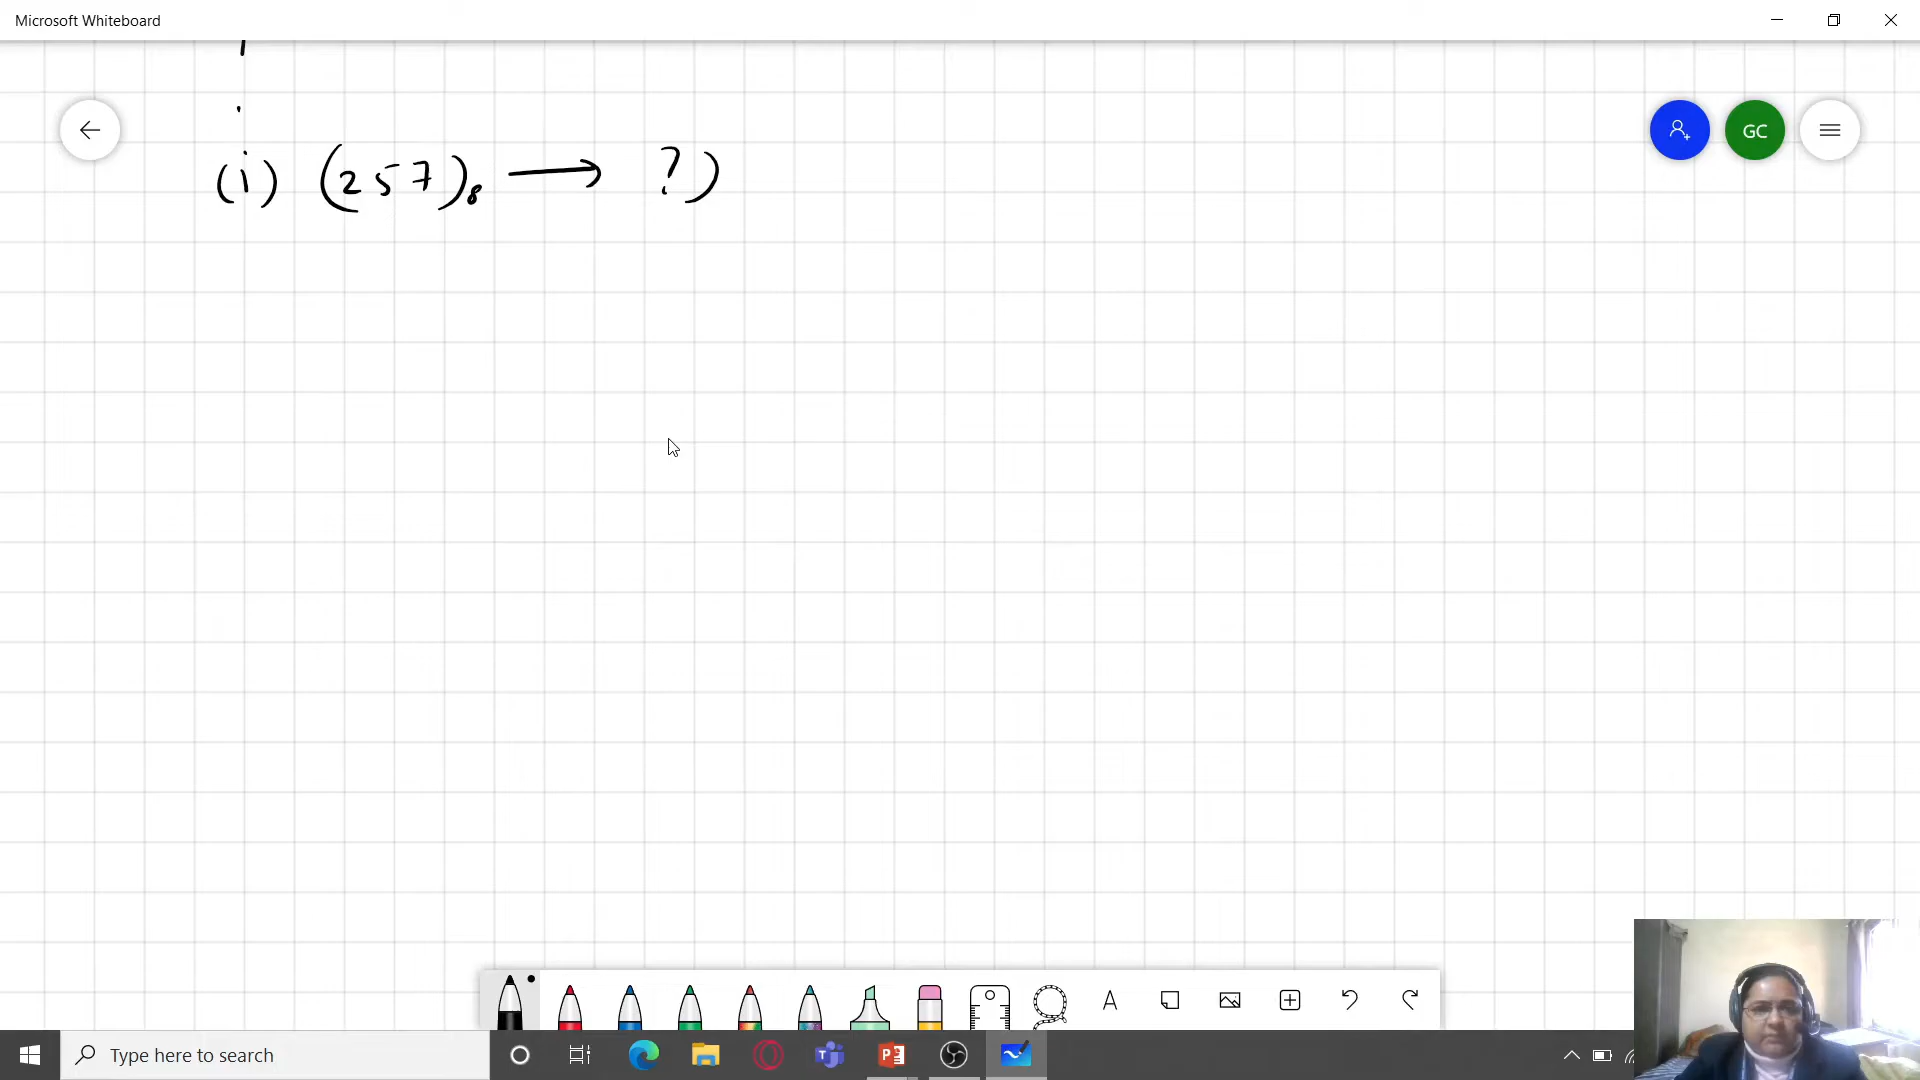 Microsoft Whiteboard
GC
(i) (257)₈ → ?)
A
Type here to search